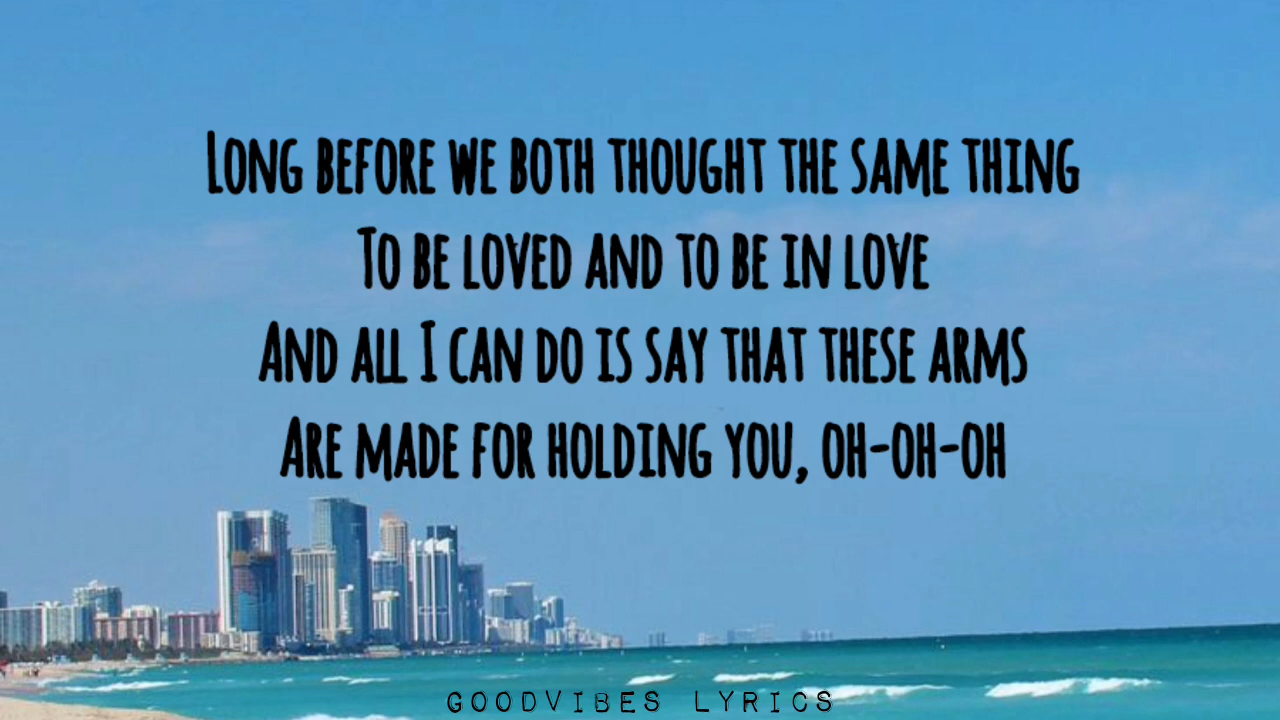 Long before we both thought the same thing
To be loved and to be in love
And all I can do is say that these arms
Are made for holding you, oh-oh-oh
GOODVIBES LYRICS